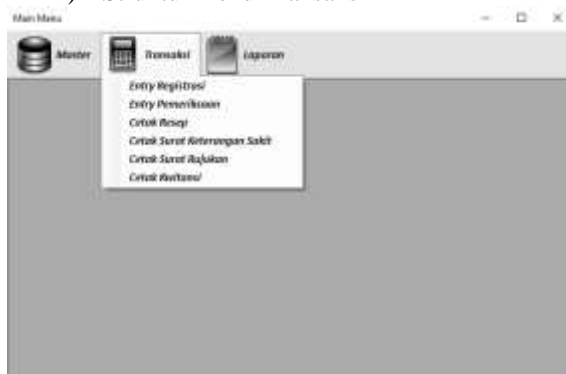 Main Menu
Master Transaksi Laporan
Entry Registrasi
Entry Pemeriksaan
Cetak Resep
Cetak Surat Keterangan Sakit
Cetak Surat Rujukan
Cetak Kwitansi